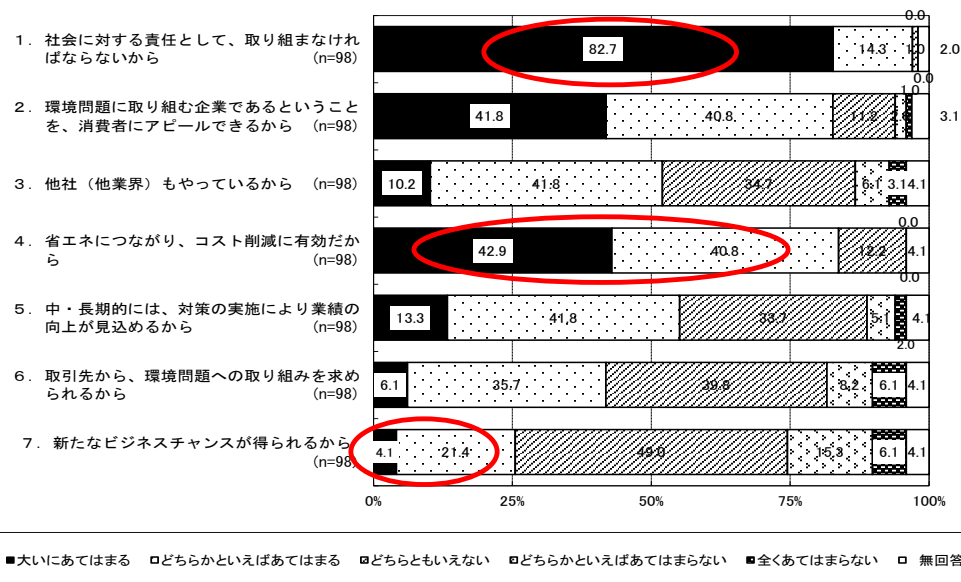 0.0
1. 社会に対する責任として、取り組まなけれ
ばならないから (n=98)
82.7 14.3 1.0 2.0
0.0
1.0
2. 環境問題に取り組む企業であるということ
を、消費者にアピールできるから (n=98)
41.8 40.8 11.2 3.1
3. 他社(他業界)もやっているから (n=98)
10.2 41.8 34.7 6.1 3.1 4.1
0.0
4. 省エネにつながり、コスト削減に有効だか
ら (n=98)
42.9 40.8 12.2 4.1
0.0
5. 中・長期的には、対策の実施により業績の
向上が見込めるから (n=98)
13.3 41.8 33.7 5.1 4.1
2.0
6. 取引先から、環境問題への取り組みを求め
られるから (n=98)
6.1 35.7 39.8 8.2 6.1 4.1
7. 新たなビジネスチャンスが得られるから
(n=98)
4.1 21.4 49.0 15.3 6.1 4.1
0% 25% 50% 75% 100%
■大いにあてはまる □どちらかといえばあてはまる どちらともいえない どちらかといえばあてはまらない 全くあてはまらない □ 無回答